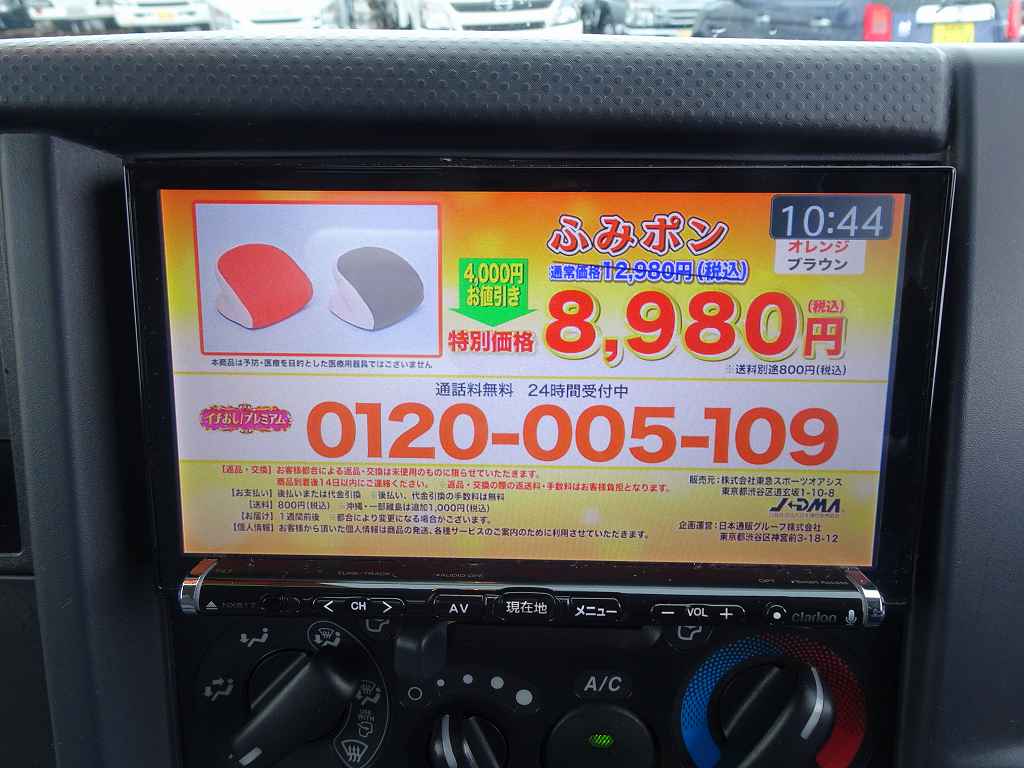 10:44
ふみポン
オレンジ
ブラウン
通常価格12,980円(税込)
4,000円
お値引き
特別価格
8,980円
(税込)
※送料別途800円(税込)
本商品は予防・医療を目的とした医療用器具ではございません
通話料無料 24時間受付中
イチおし!プレミアム
0120-005-109
【返品・交換】お客様都合による返品・交換は未使用のものに限らせていただきます。
商品到着後14日以内にご連絡ください。 ※返品・交換の際の返送料・手数料はお客様負担となります。
【お支払い】後払いまたは代金引換 ※後払い、代金引換の手数料は無料
【送料】800円(税込) ※沖縄・一部離島は追加1,000円(税込)
【お届け】1週間前後 ※都合により変更になる場合がございます。
【個人情報】お客様から頂いた個人情報は商品の発送、各種サービスのご案内のために利用させていただきます。
販売元:株式会社東急スポーツオアシス
東京都渋谷区道玄坂1-10-8
JADMA
企画運営:日本通販グループ株式会社
東京都渋谷区神宮前3-18-12
CH
AV
現在地
メニュー
VOL
clarion
A/C